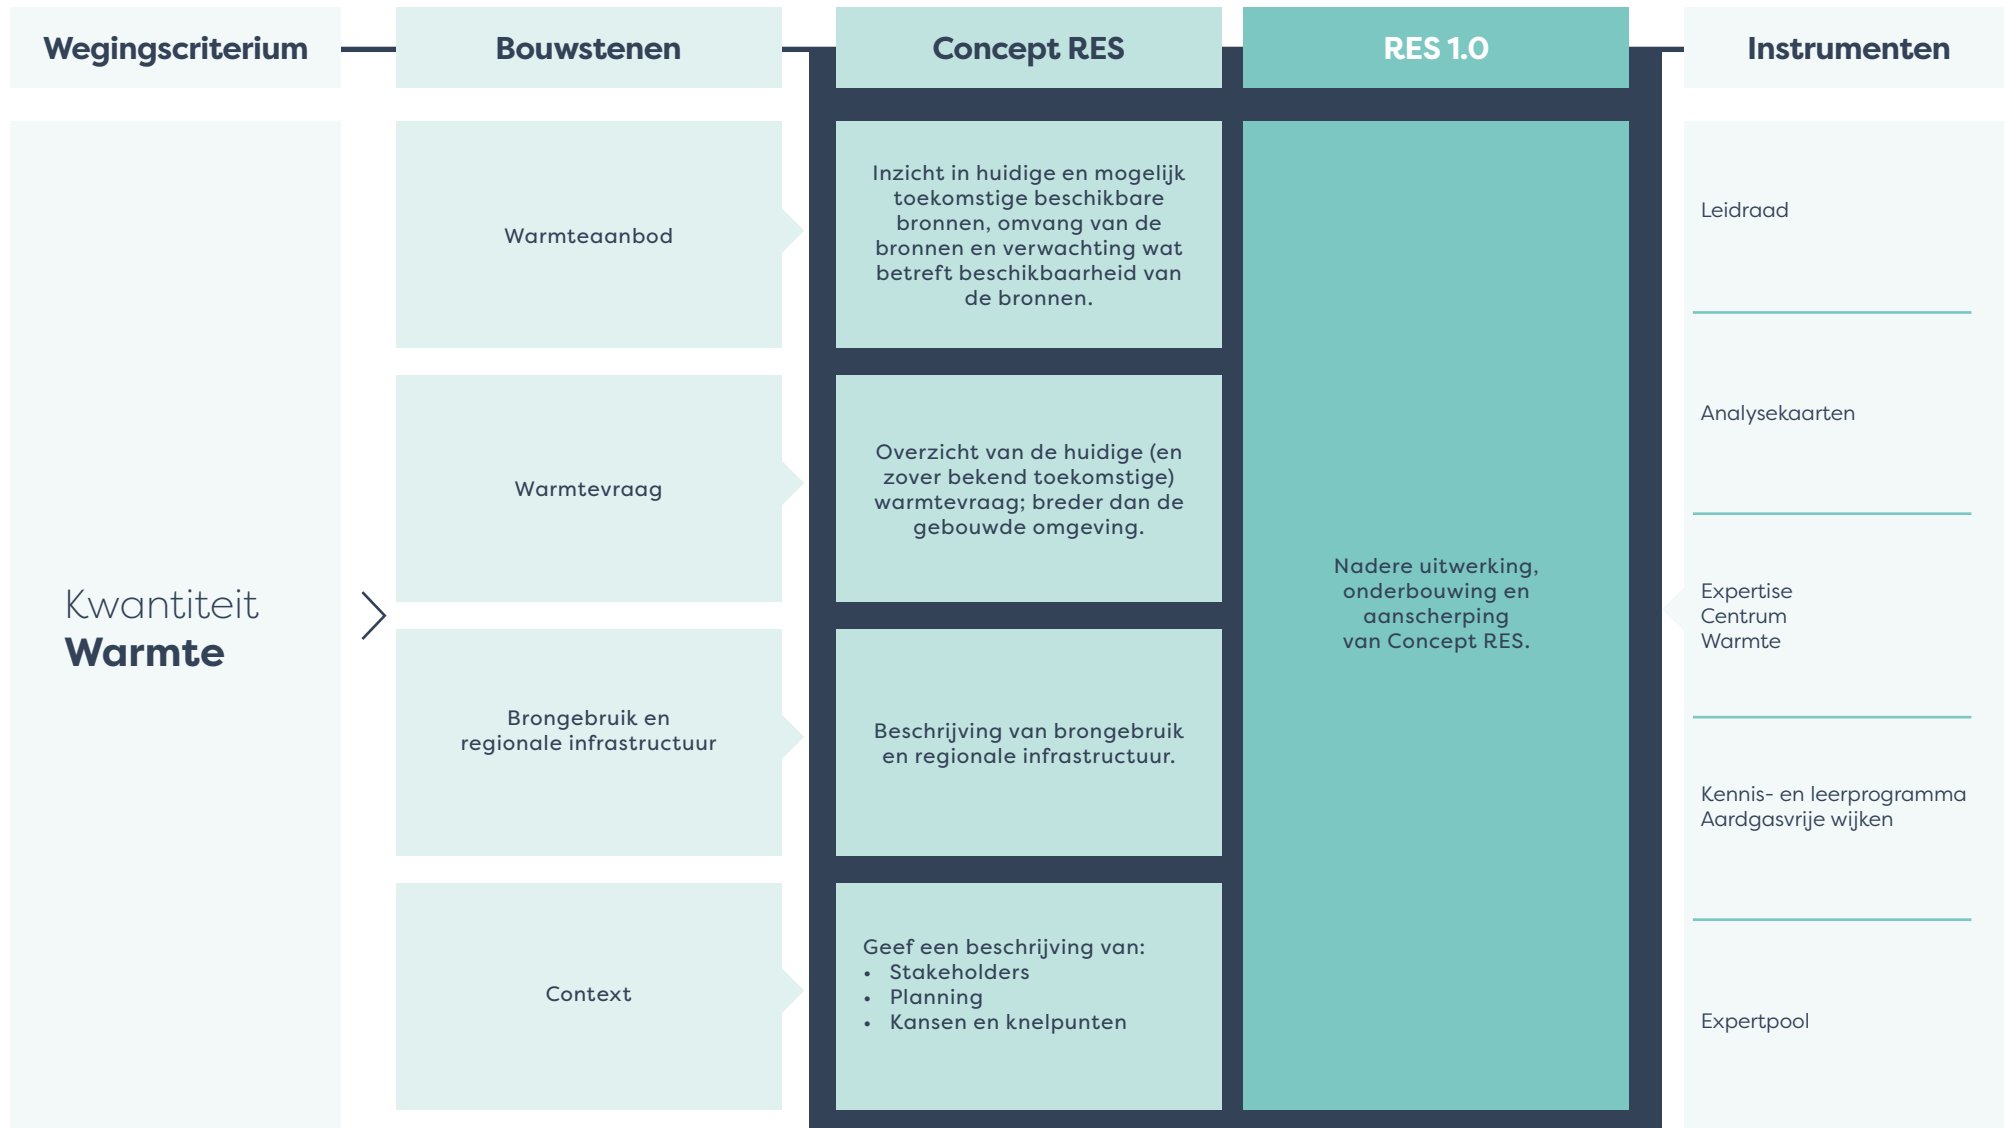 Wegingscriterium
Bouwstenen
Concept RES
RES 1.0
Instrumenten
Kwantiteit
Warmte
Warmteaanbod
Inzicht in huidige en mogelijk
toekomstige beschikbare
bronnen, omvang van de
bronnen en verwachting wat
betreft beschikbaarheid van
de bronnen.
Warmtevraag
Overzicht van de huidige (en
zover bekend toekomstige)
warmtevraag; breder dan de
gebouwde omgeving.
Brongebruik en
regionale infrastructuur
Beschrijving van brongebruik
en regionale infrastructuur.
Context
Geef een beschrijving van:
• Stakeholders
• Planning
• Kansen en knelpunten
Nadere uitwerking,
onderbouwing en
aanscherping
van Concept RES.
Leidraad
Analysekaarten
Expertise
Centrum
Warmte
Kennis- en leerprogramma
Aardgasvrije wijken
Expertpool